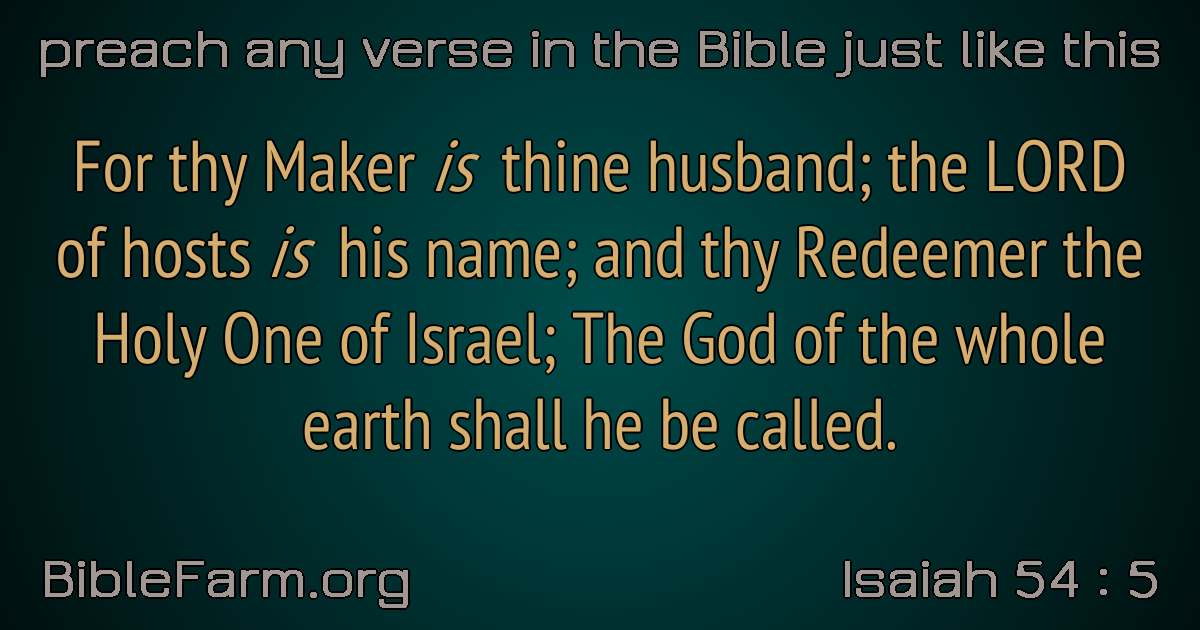 preach any verse in the Bible just like this
For thy Maker is thine husband; the LORD
of hosts is his name; and thy Redeemer the
Holy One of Israel; The God of the whole
earth shall he be called.
BibleFarm.org
Isaiah 54 : 5